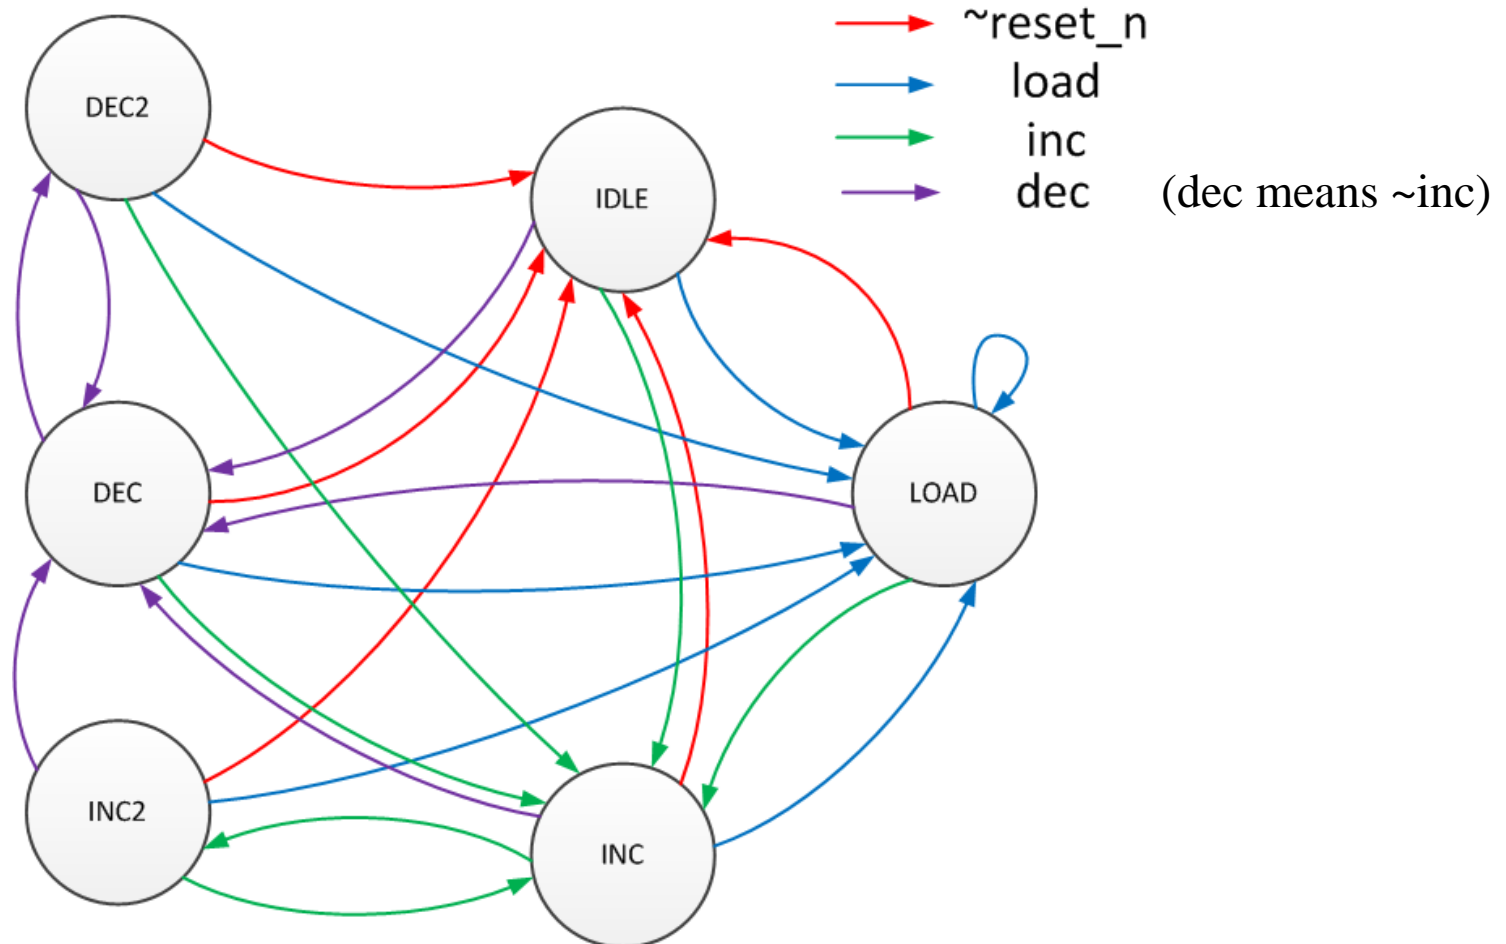 ~reset_n
load
inc
dec (dec means ~inc)
DEC2
IDLE
DEC
LOAD
INC2
INC